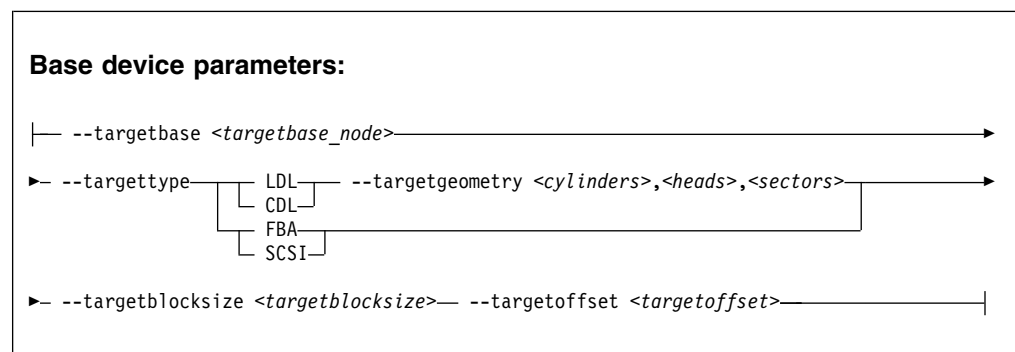 Base device parameters:
--targetbase <targetbase_node>
--targettype LDL --targetgeometry <cylinders>,<heads>,<sectors>
CDL
FBA
SCSI
--targetblocksize <targetblocksize> --targetoffset <targetoffset>